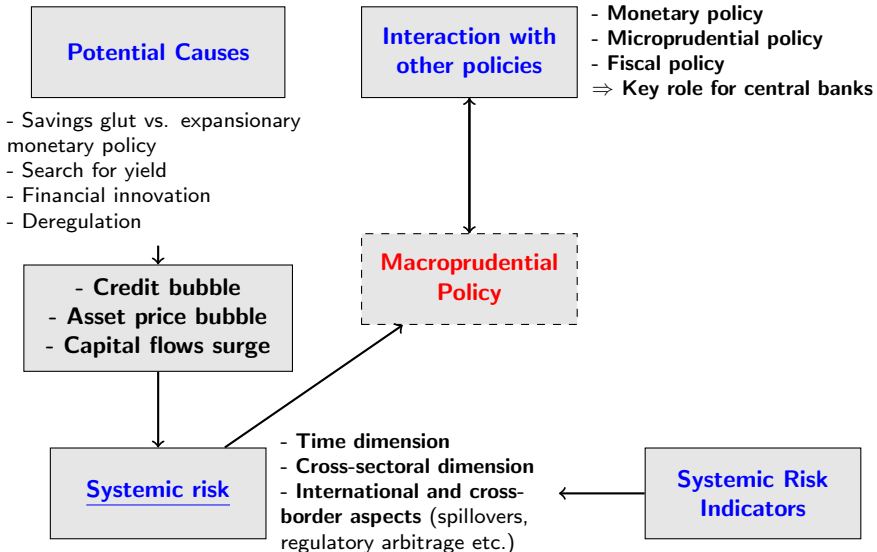 Potential Causes
- Savings glut vs. expansionary
monetary policy
- Search for yield
- Financial innovation
- Deregulation
- Credit bubble
- Asset price bubble
- Capital flows surge
Systemic risk
- Time dimension
- Cross-sectoral dimension
- International and cross-
border aspects (spillovers,
regulatory arbitrage etc.)
Systemic Risk
Indicators
Macroprudential
Policy
Interaction with
other policies
- Monetary policy
- Microprudential policy
- Fiscal policy
⇒ Key role for central banks